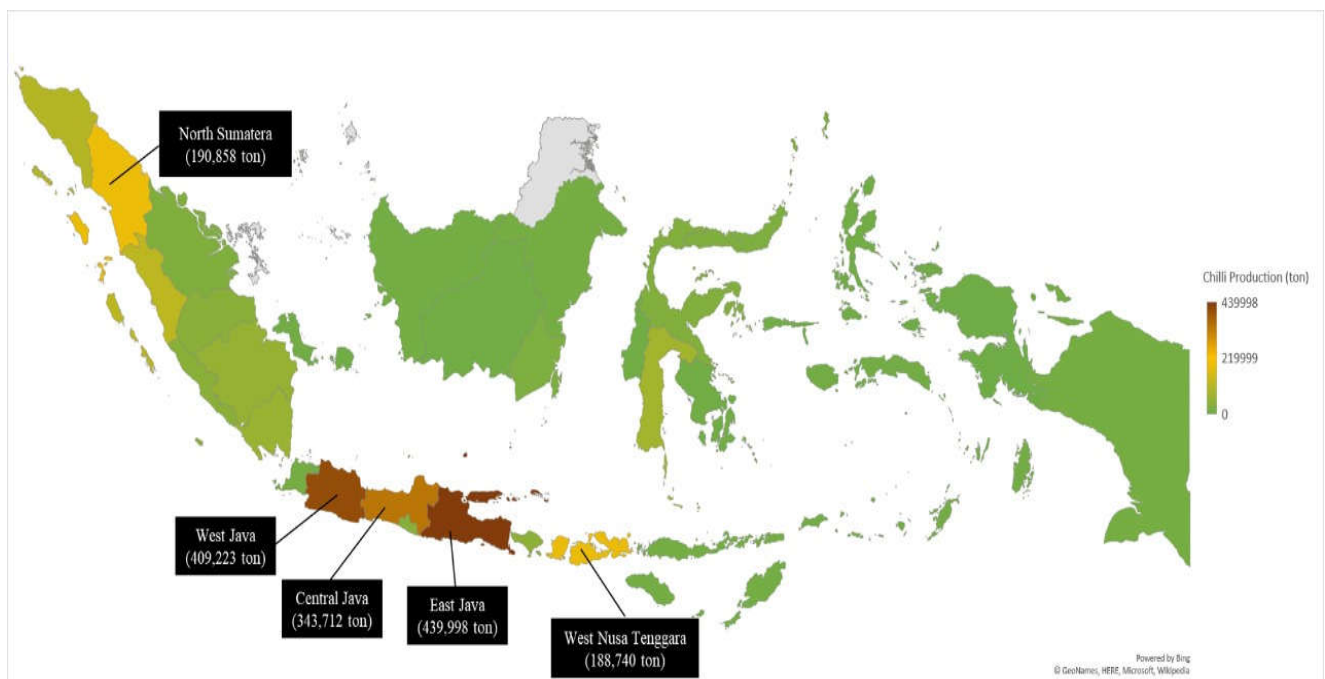 North Sumatera
(190,858 ton)
Chilli Production (ton)
439998
219999
0
West Java
(409,223 ton)
Central Java
(343,712 ton)
East Java
(439,998 ton)
West Nusa Tenggara
(188,740 ton)
Powered by Bing
© GeoNames, HERE, Microsoft, Wikipedia